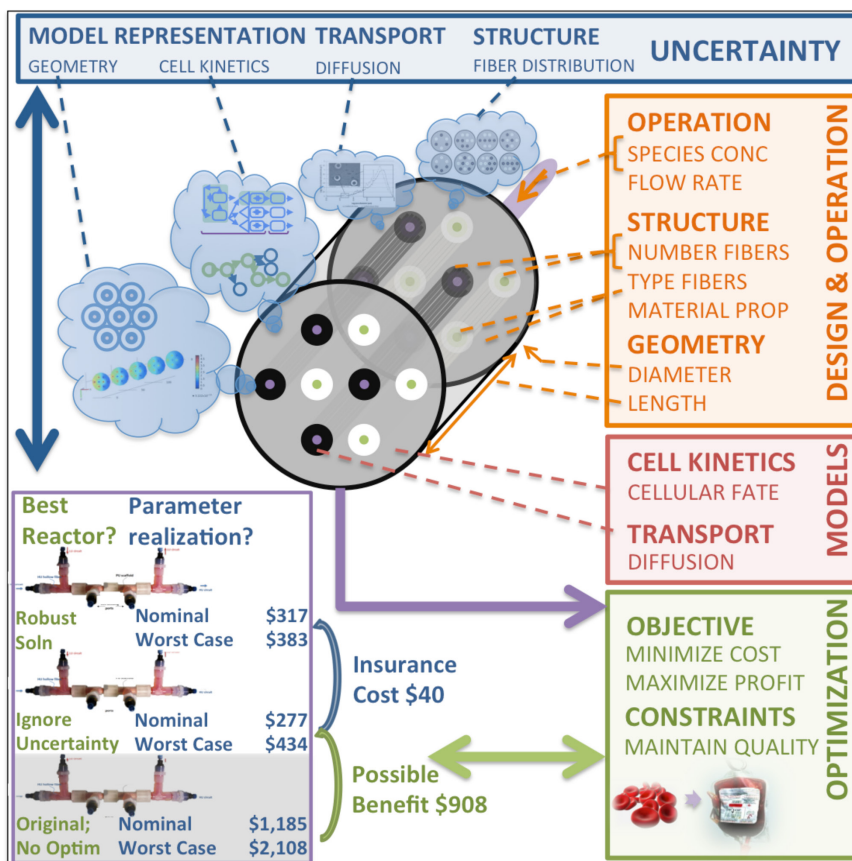 MODEL REPRESENTATION TRANSPORT STRUCTURE UNCERTAINTY
GEOMETRY CELL KINETICS DIFFUSION FIBER DISTRIBUTION
OPERATION
SPECIES CONC
FLOW RATE
STRUCTURE
NUMBER FIBERS
TYPE FIBERS
MATERIAL PROP
GEOMETRY
DIAMETER
LENGTH
DESIGN & OPERATION
CELL KINETICS
CELLULAR FATE
TRANSPORT
DIFFUSION
MODELS
Best Parameter
Reactor? realization?
Robust Nominal $317
Soln Worst Case $383
Ignore Nominal $277
Uncertainty Worst Case $434
Original; Nominal $1,185
No Optim Worst Case $2,108
Insurance
Cost $40
Possible
Benefit $908
OBJECTIVE
MINIMIZE COST
MAXIMIZE PROFIT
CONSTRAINTS
MAINTAIN QUALITY
OPTIMIZATION